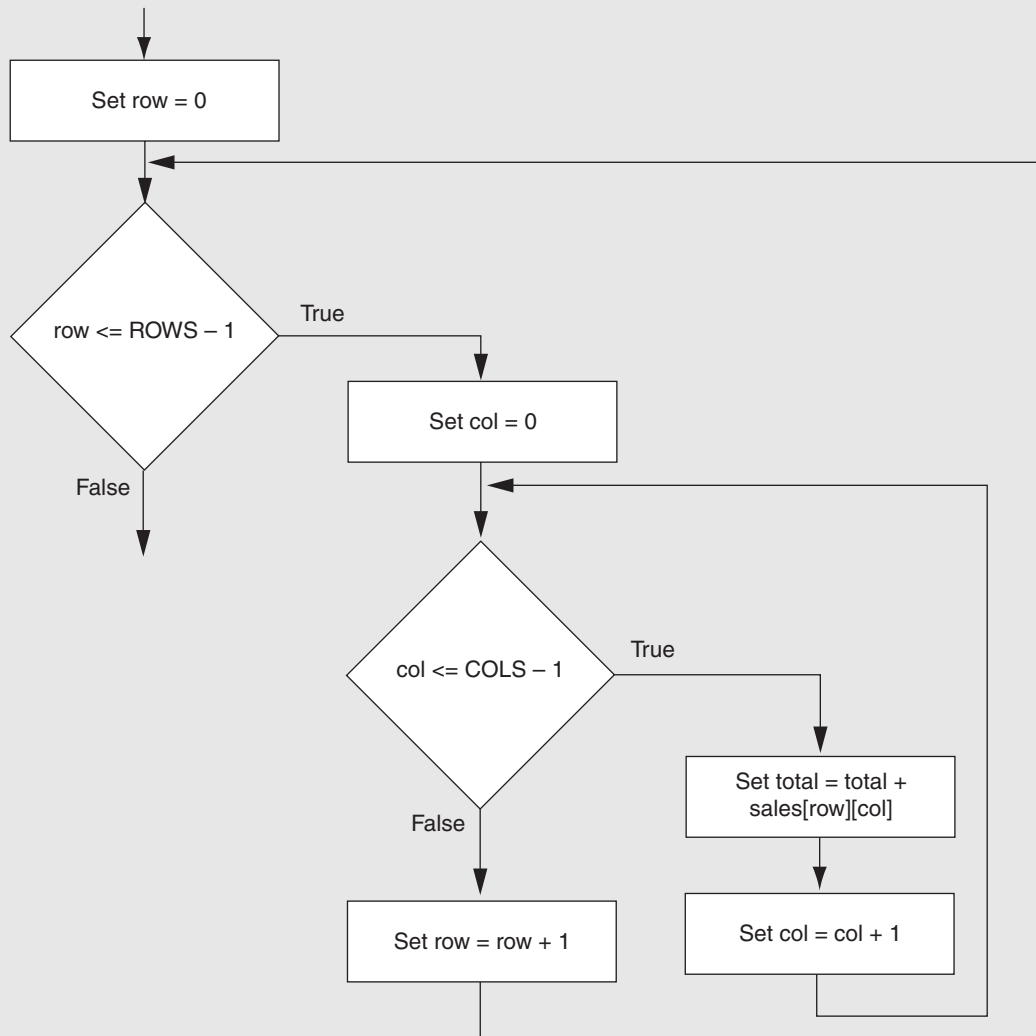 Set row = 0
row <= ROWS – 1
True
False
Set col = 0
col <= COLS – 1
True
False
Set total = total +
sales[row][col]
Set row = row + 1
Set col = col + 1